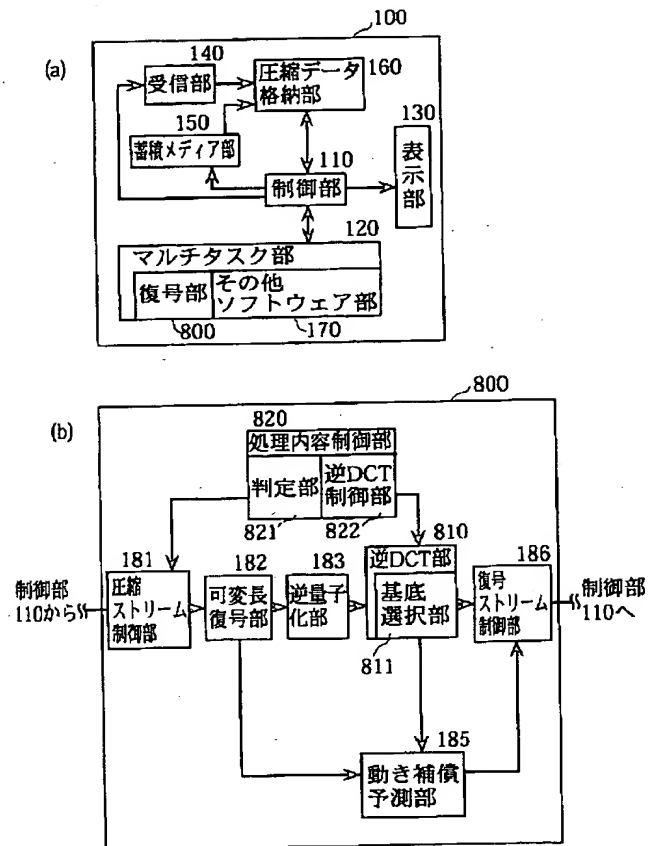 100
(a)
140
受信部
圧縮データ
格納部
160
150
蓄積メディア部
110
制御部
130
表示部
120
マルチタスク部
復号部
その他
ソフトウェア部
800
170
800
(b)
820
処理内容制御部
判定部
逆DCT
制御部
821
822
810
181
182
183
186
制御部
110から
圧縮
ストリーム
制御部
可変長
復号部
逆量子
化部
逆DCT部
基底
選択部
811
復号
ストリーム
制御部
制御部
110へ
185
動き補償
予測部